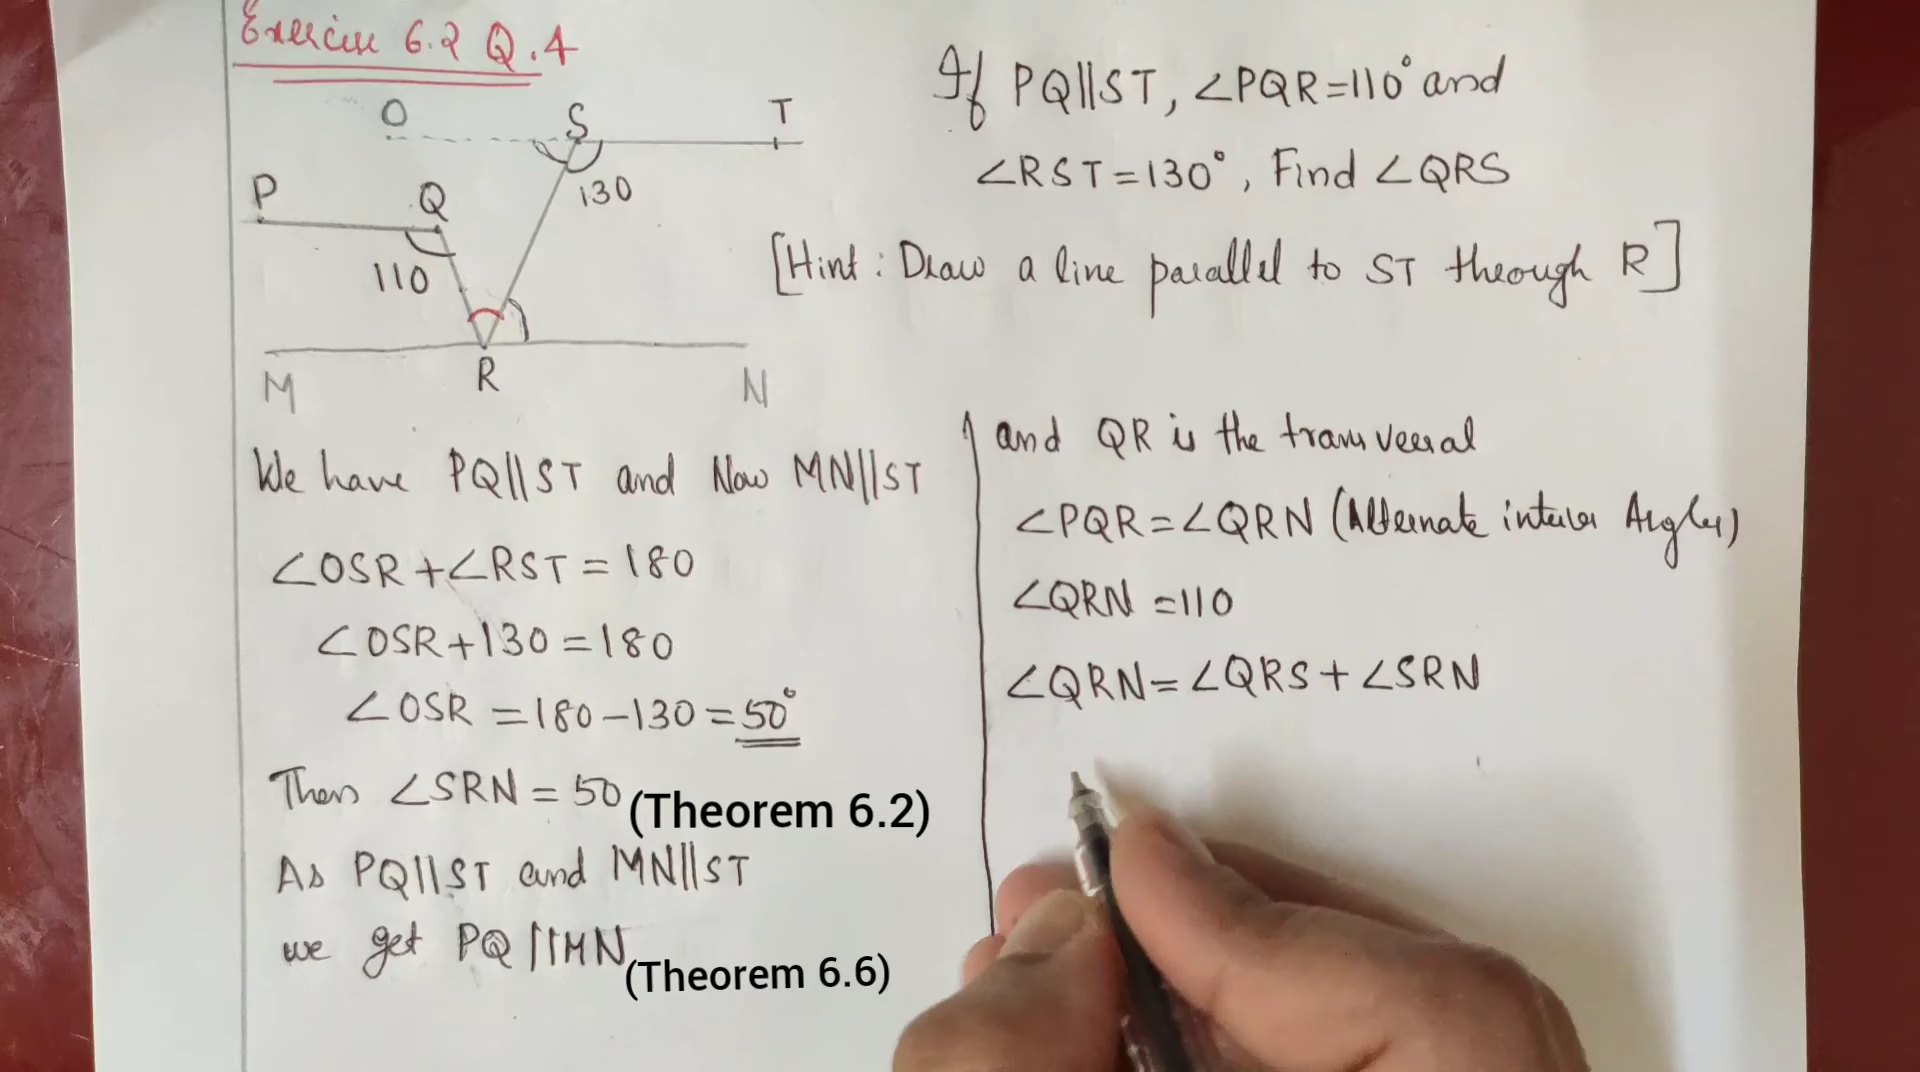 Exercise 6.2 Q.4
O S T
130
P Q
110
M R N
If PQ||ST, ∠PQR=110° and
∠RST=130°, Find ∠QRS
[Hint: Draw a line parallel to ST theough R]
We have PQ||ST and Now MN||ST
∠OSR+∠RST=180
∠OSR+130=180
∠OSR=180-130=50°
Then ∠SRN=50 (Theorem 6.2)
As PQ||ST and MN||ST
we get PQ||MN (Theorem 6.6)
and QR is the transversal
∠PQR=∠QRN (Alternate interior Angles)
∠QRN=110
∠QRN=∠QRS+∠SRN